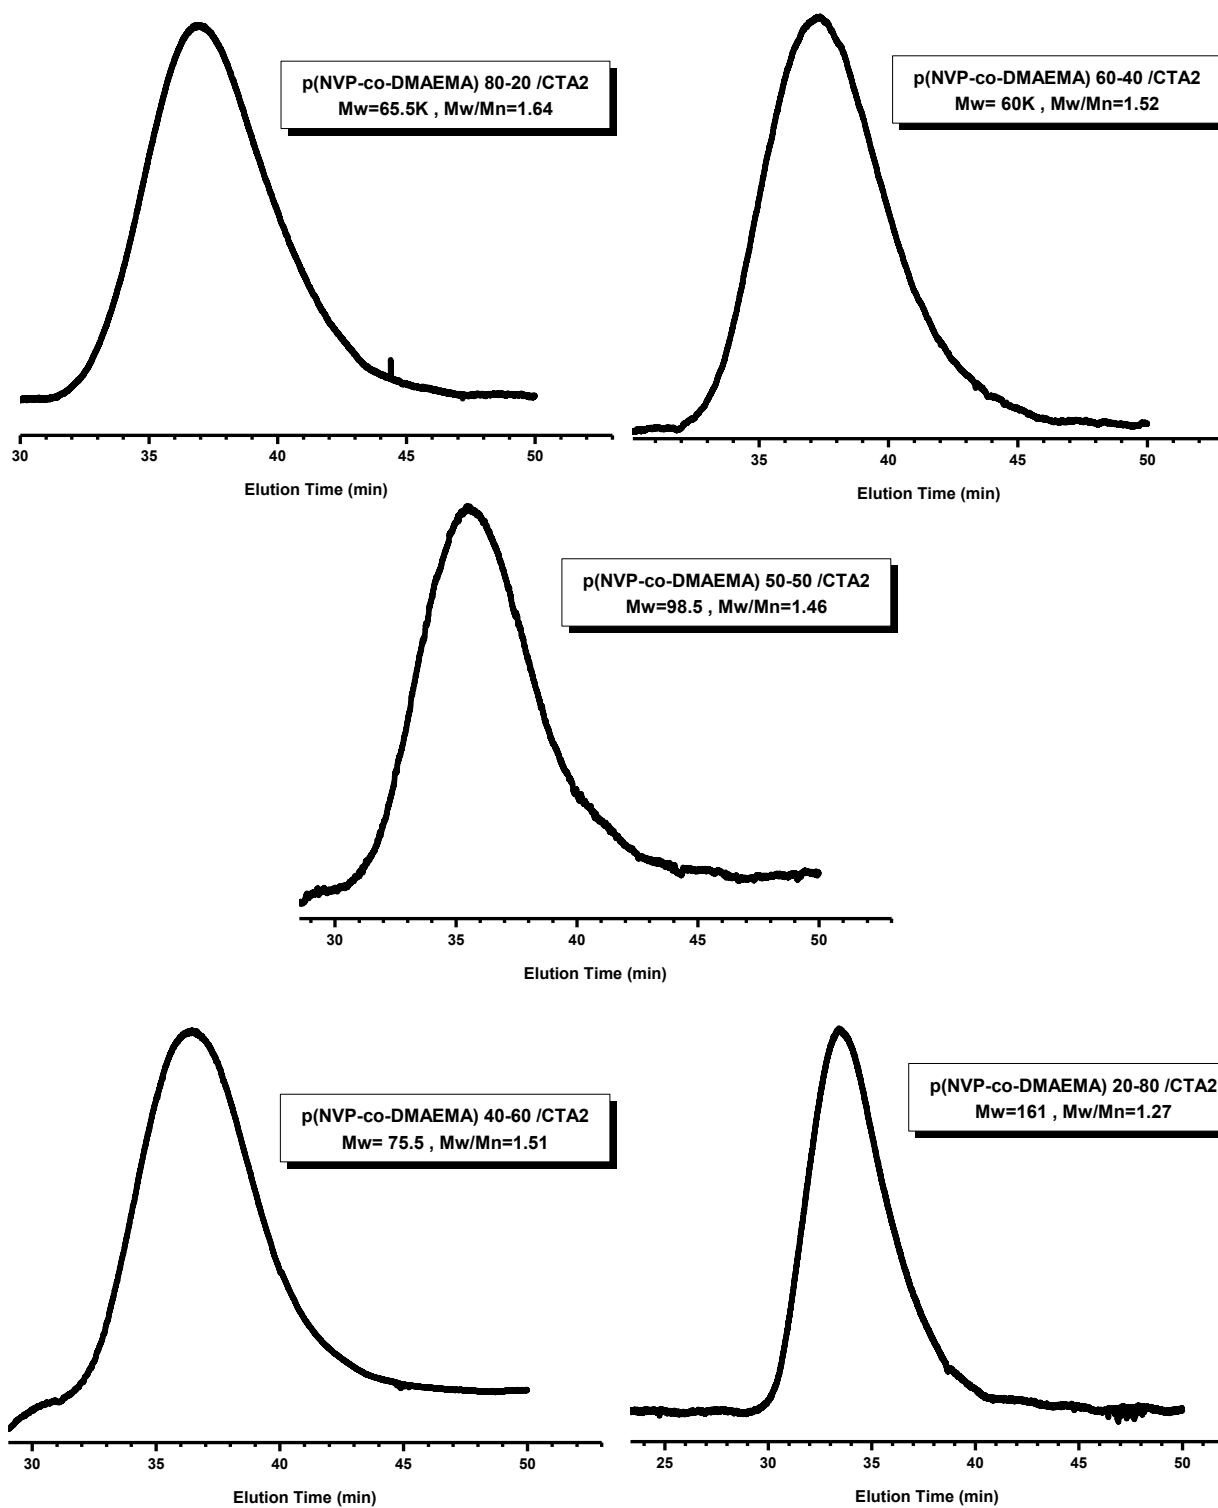 p(NVP-co-DMAEMA) 80-20 /CTA2
Mw=65.5K , Mw/Mn=1.64
30 35 40 45 50
Elution Time (min)
p(NVP-co-DMAEMA) 60-40 /CTA2
Mw= 60K , Mw/Mn=1.52
35 40 45 50
Elution Time (min)
p(NVP-co-DMAEMA) 50-50 /CTA2
Mw=98.5 , Mw/Mn=1.46
30 35 40 45 50
Elution Time (min)
p(NVP-co-DMAEMA) 40-60 /CTA2
Mw= 75.5 , Mw/Mn=1.51
30 35 40 45 50
Elution Time (min)
p(NVP-co-DMAEMA) 20-80 /CTA2
Mw=161 , Mw/Mn=1.27
25 30 35 40 45 50
Elution Time (min)